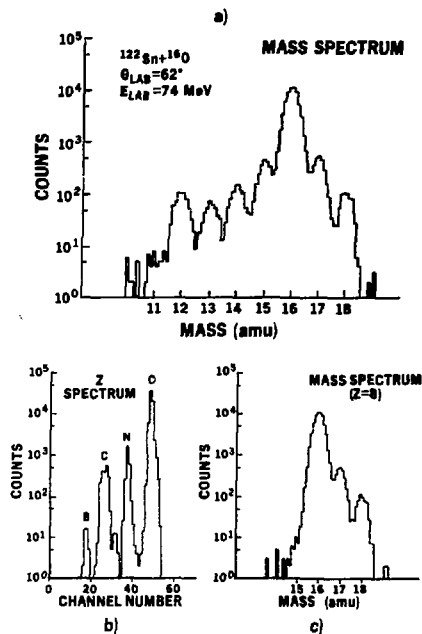 a)
MASS SPECTRUM
¹²²Sn+¹⁶O
ΘLAB=62°
ELAB=74 MeV
10⁵
10⁴
10³
10²
10¹
10⁰
COUNTS
11 12 13 14 15 16 17 18
MASS (amu)
Z
SPECTRUM
B C N O
10⁵
10⁴
10³
10²
10¹
10⁰
COUNTS
0 20 40 60
CHANNEL NUMBER
b)
MASS SPECTRUM
(Z=8)
10⁵
10⁴
10³
10²
10¹
10⁰
COUNTS
15 16 17 18
MASS (amu)
c)